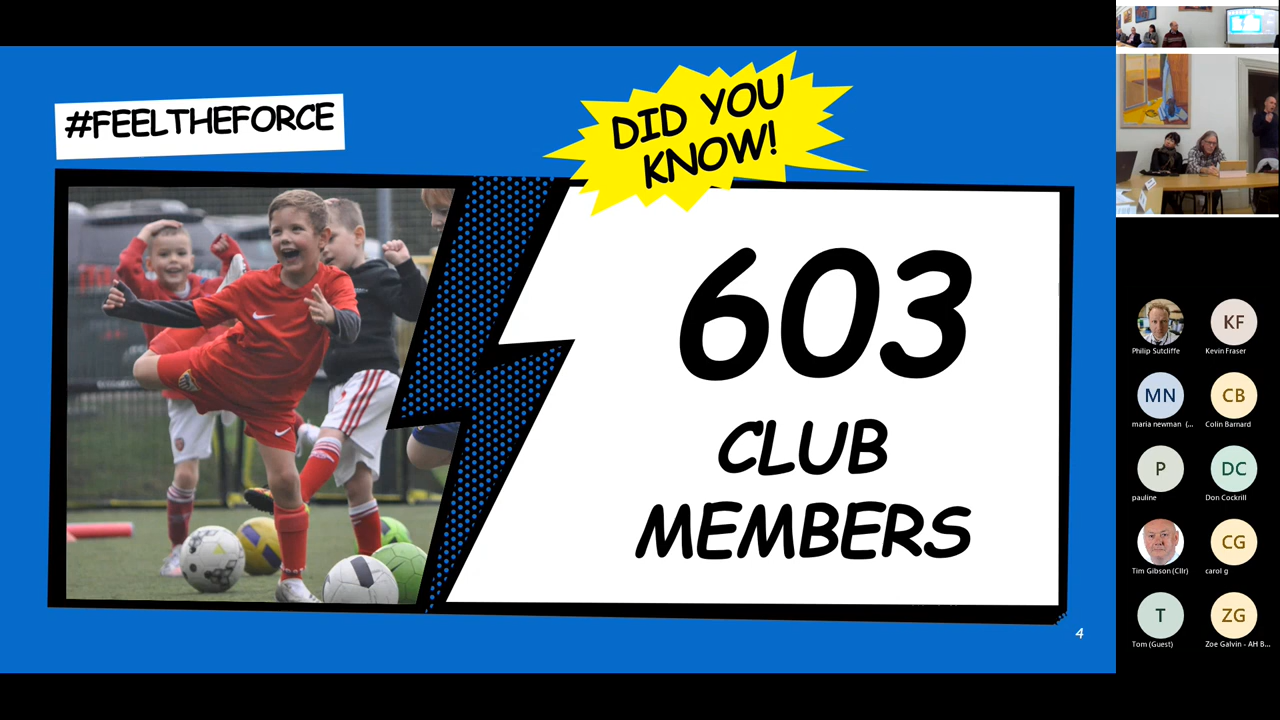 #FEELTHEFORCE
DID YOU
KNOW!
603
CLUB
MEMBERS
4
KF
Philip Sutcliffe
Kevin Fraser
MN
CB
maria newman (...
Colin Barnard
P
DC
pauline
Don Cockrill
CG
Tim Gibson (Cllr)
carol g
T
ZG
Tom (Guest)
Zoe Galvin - AH B...